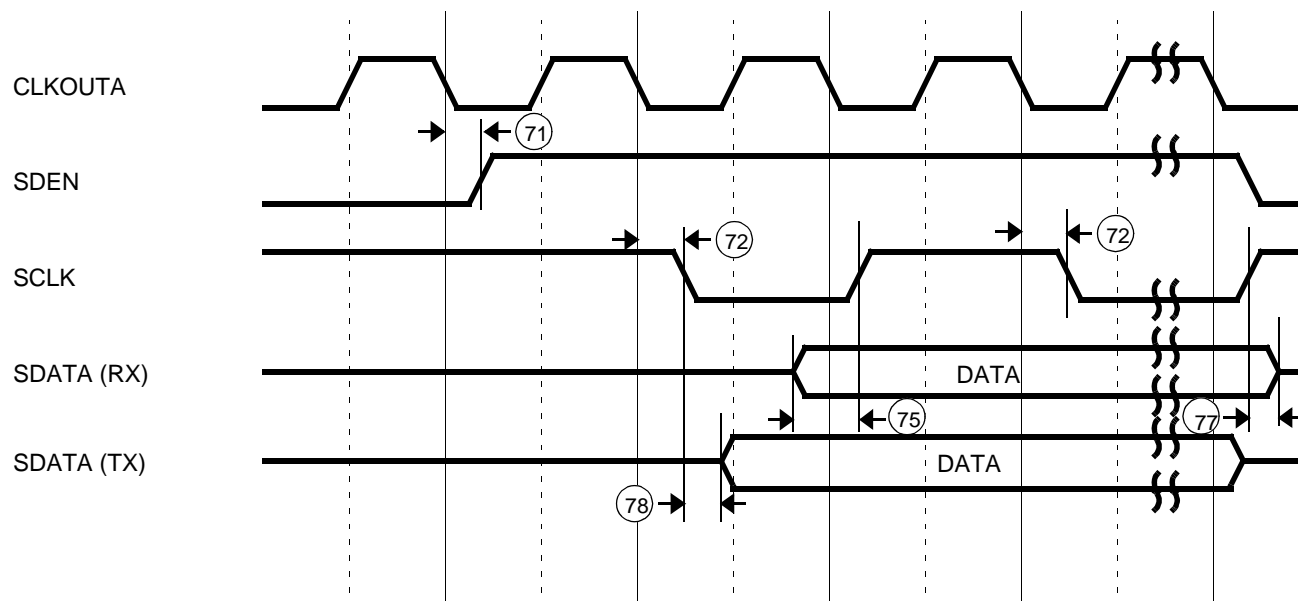 CLKOUTA
71
SDEN
72
72
SCLK
SDATA (RX)
DATA
75
77
SDATA (TX)
DATA
78